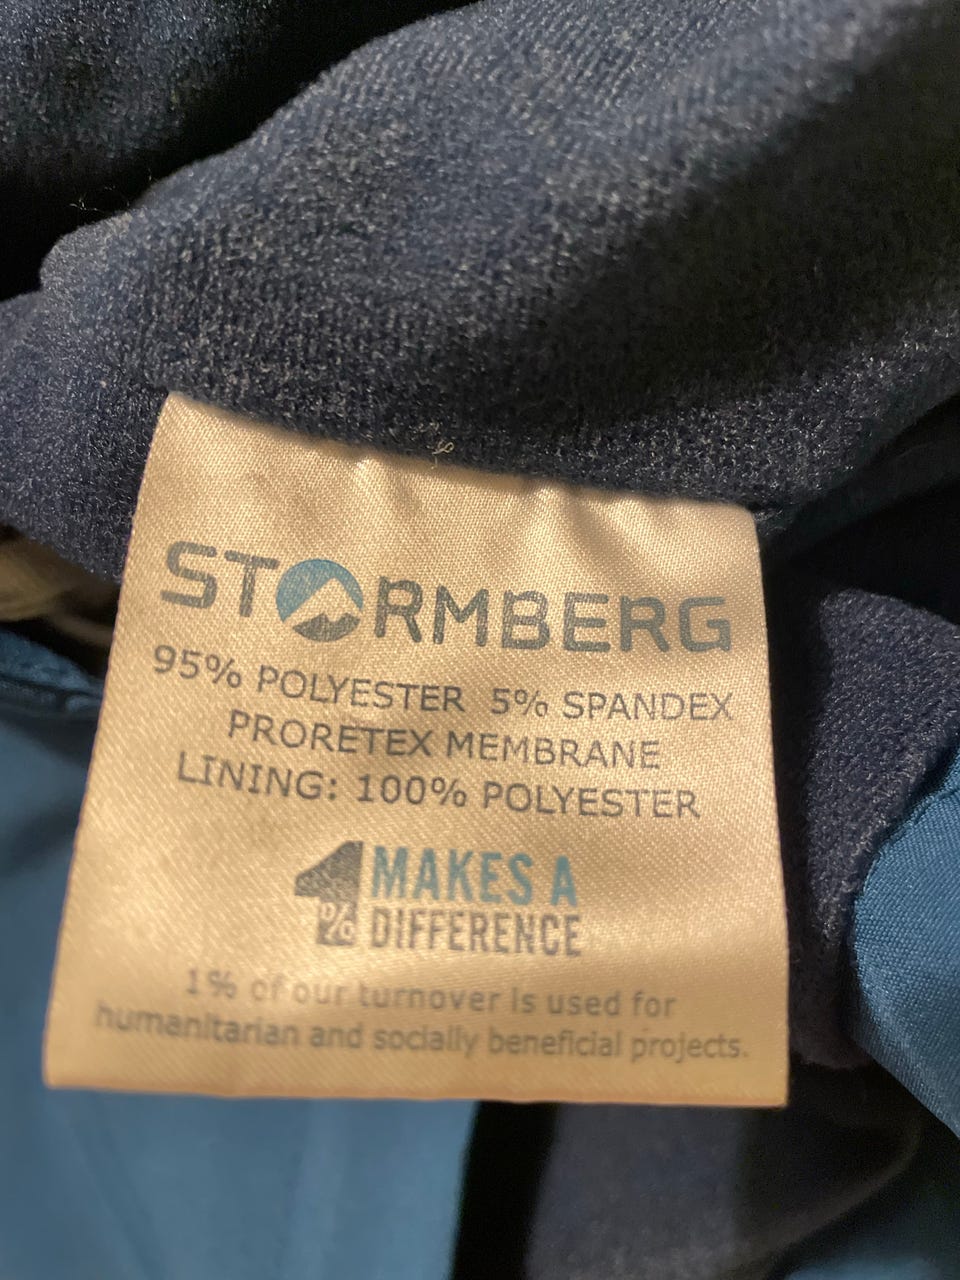 STORMBERG
95% POLYESTER 5% SPANDEX
PRORETEX MEMBRANE
LINING: 100% POLYESTER
1% MAKES A
DIFFERENCE
1% of our turnover is used for
humanitarian and socially beneficial projects.